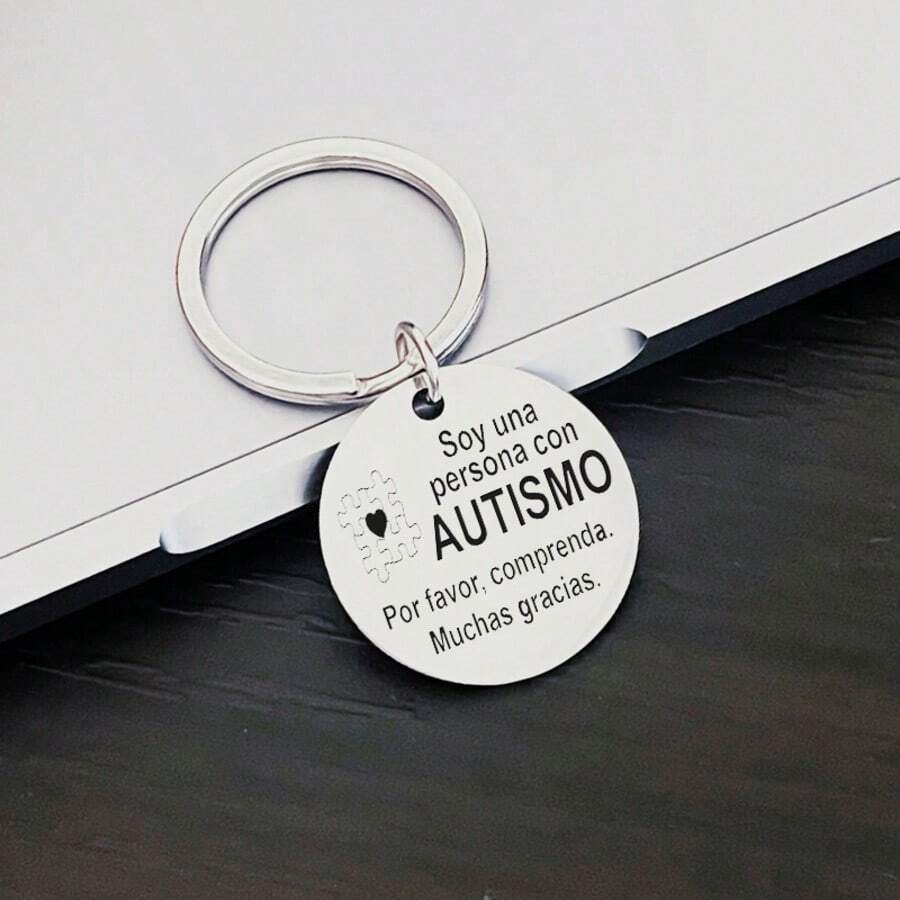 Soy una
persona con
AUTISMO
Por favor, comprenda.
Muchas gracias.